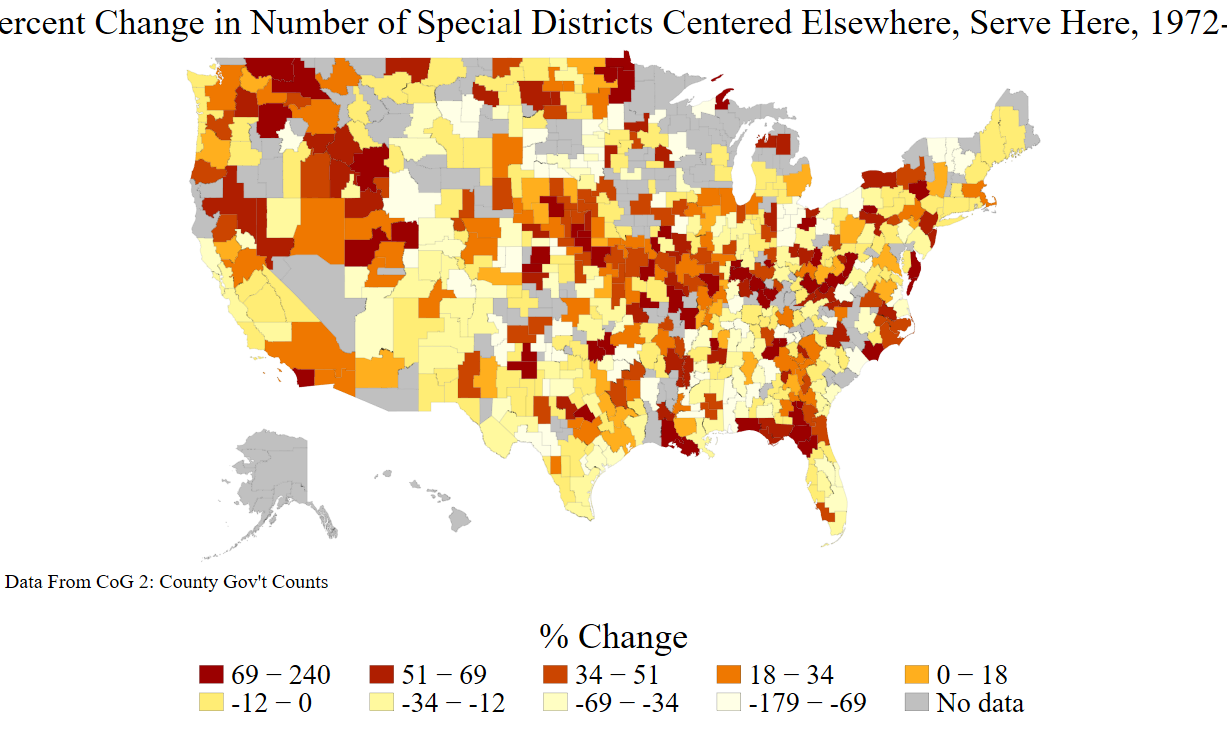 ercent Change in Number of Special Districts Centered Elsewhere, Serve Here, 1972-
Data From CoG 2: County Gov't Counts
% Change
69 − 240 51 − 69 34 − 51 18 − 34 0 − 18
-12 − 0 -34 − -12 -69 − -34 -179 − -69 No data